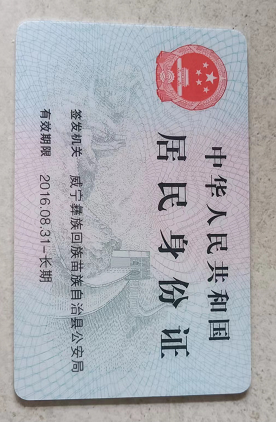 中华人民共和国
居民身份证
签发机关 威宁彝族回族苗族自治县公安局
有效期限 2016.08.31-长期